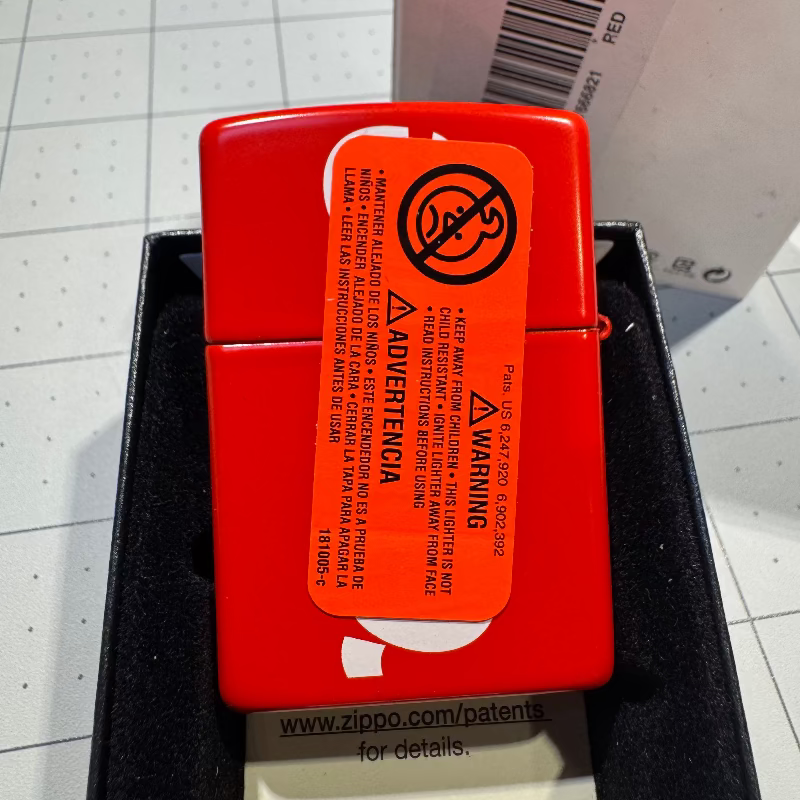 666821
RED
Pats. US 6,247,920 6,902,392
WARNING
• KEEP AWAY FROM CHILDREN • THIS LIGHTER IS NOT
CHILD RESISTANT • IGNITE LIGHTER AWAY FROM FACE
• READ INSTRUCTIONS BEFORE USING
ADVERTENCIA
• MANTENER ALEJADO DE LOS NIÑOS • ESTE ENCENDEDOR NO ES A PRUEBA DE
NIÑOS • ENCENDER ALEJADO DE LA CARA • CERRAR LA TAPA PARA APAGAR LA
LLAMA • LEER LAS INSTRUCCIONES ANTES DE USAR
181005-c
www.zippo.com/patents
for details.